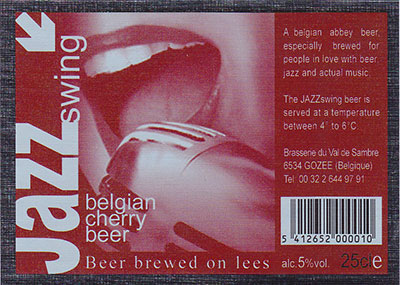 JAZZ
swing
belgian
cherry
beer
Beer brewed on lees
A belgian abbey beer,
especially brewed for
people in love with beer,
jazz and actual music.
The JAZZswing beer is
served at a temperature
between 4° to 6°C.
Brasserie du Val de Sambre
6534 GOZEE (Belgique)
Tel 00 32 2 644 97 91
5 412652 000010
alc.5%vol.
25cl e